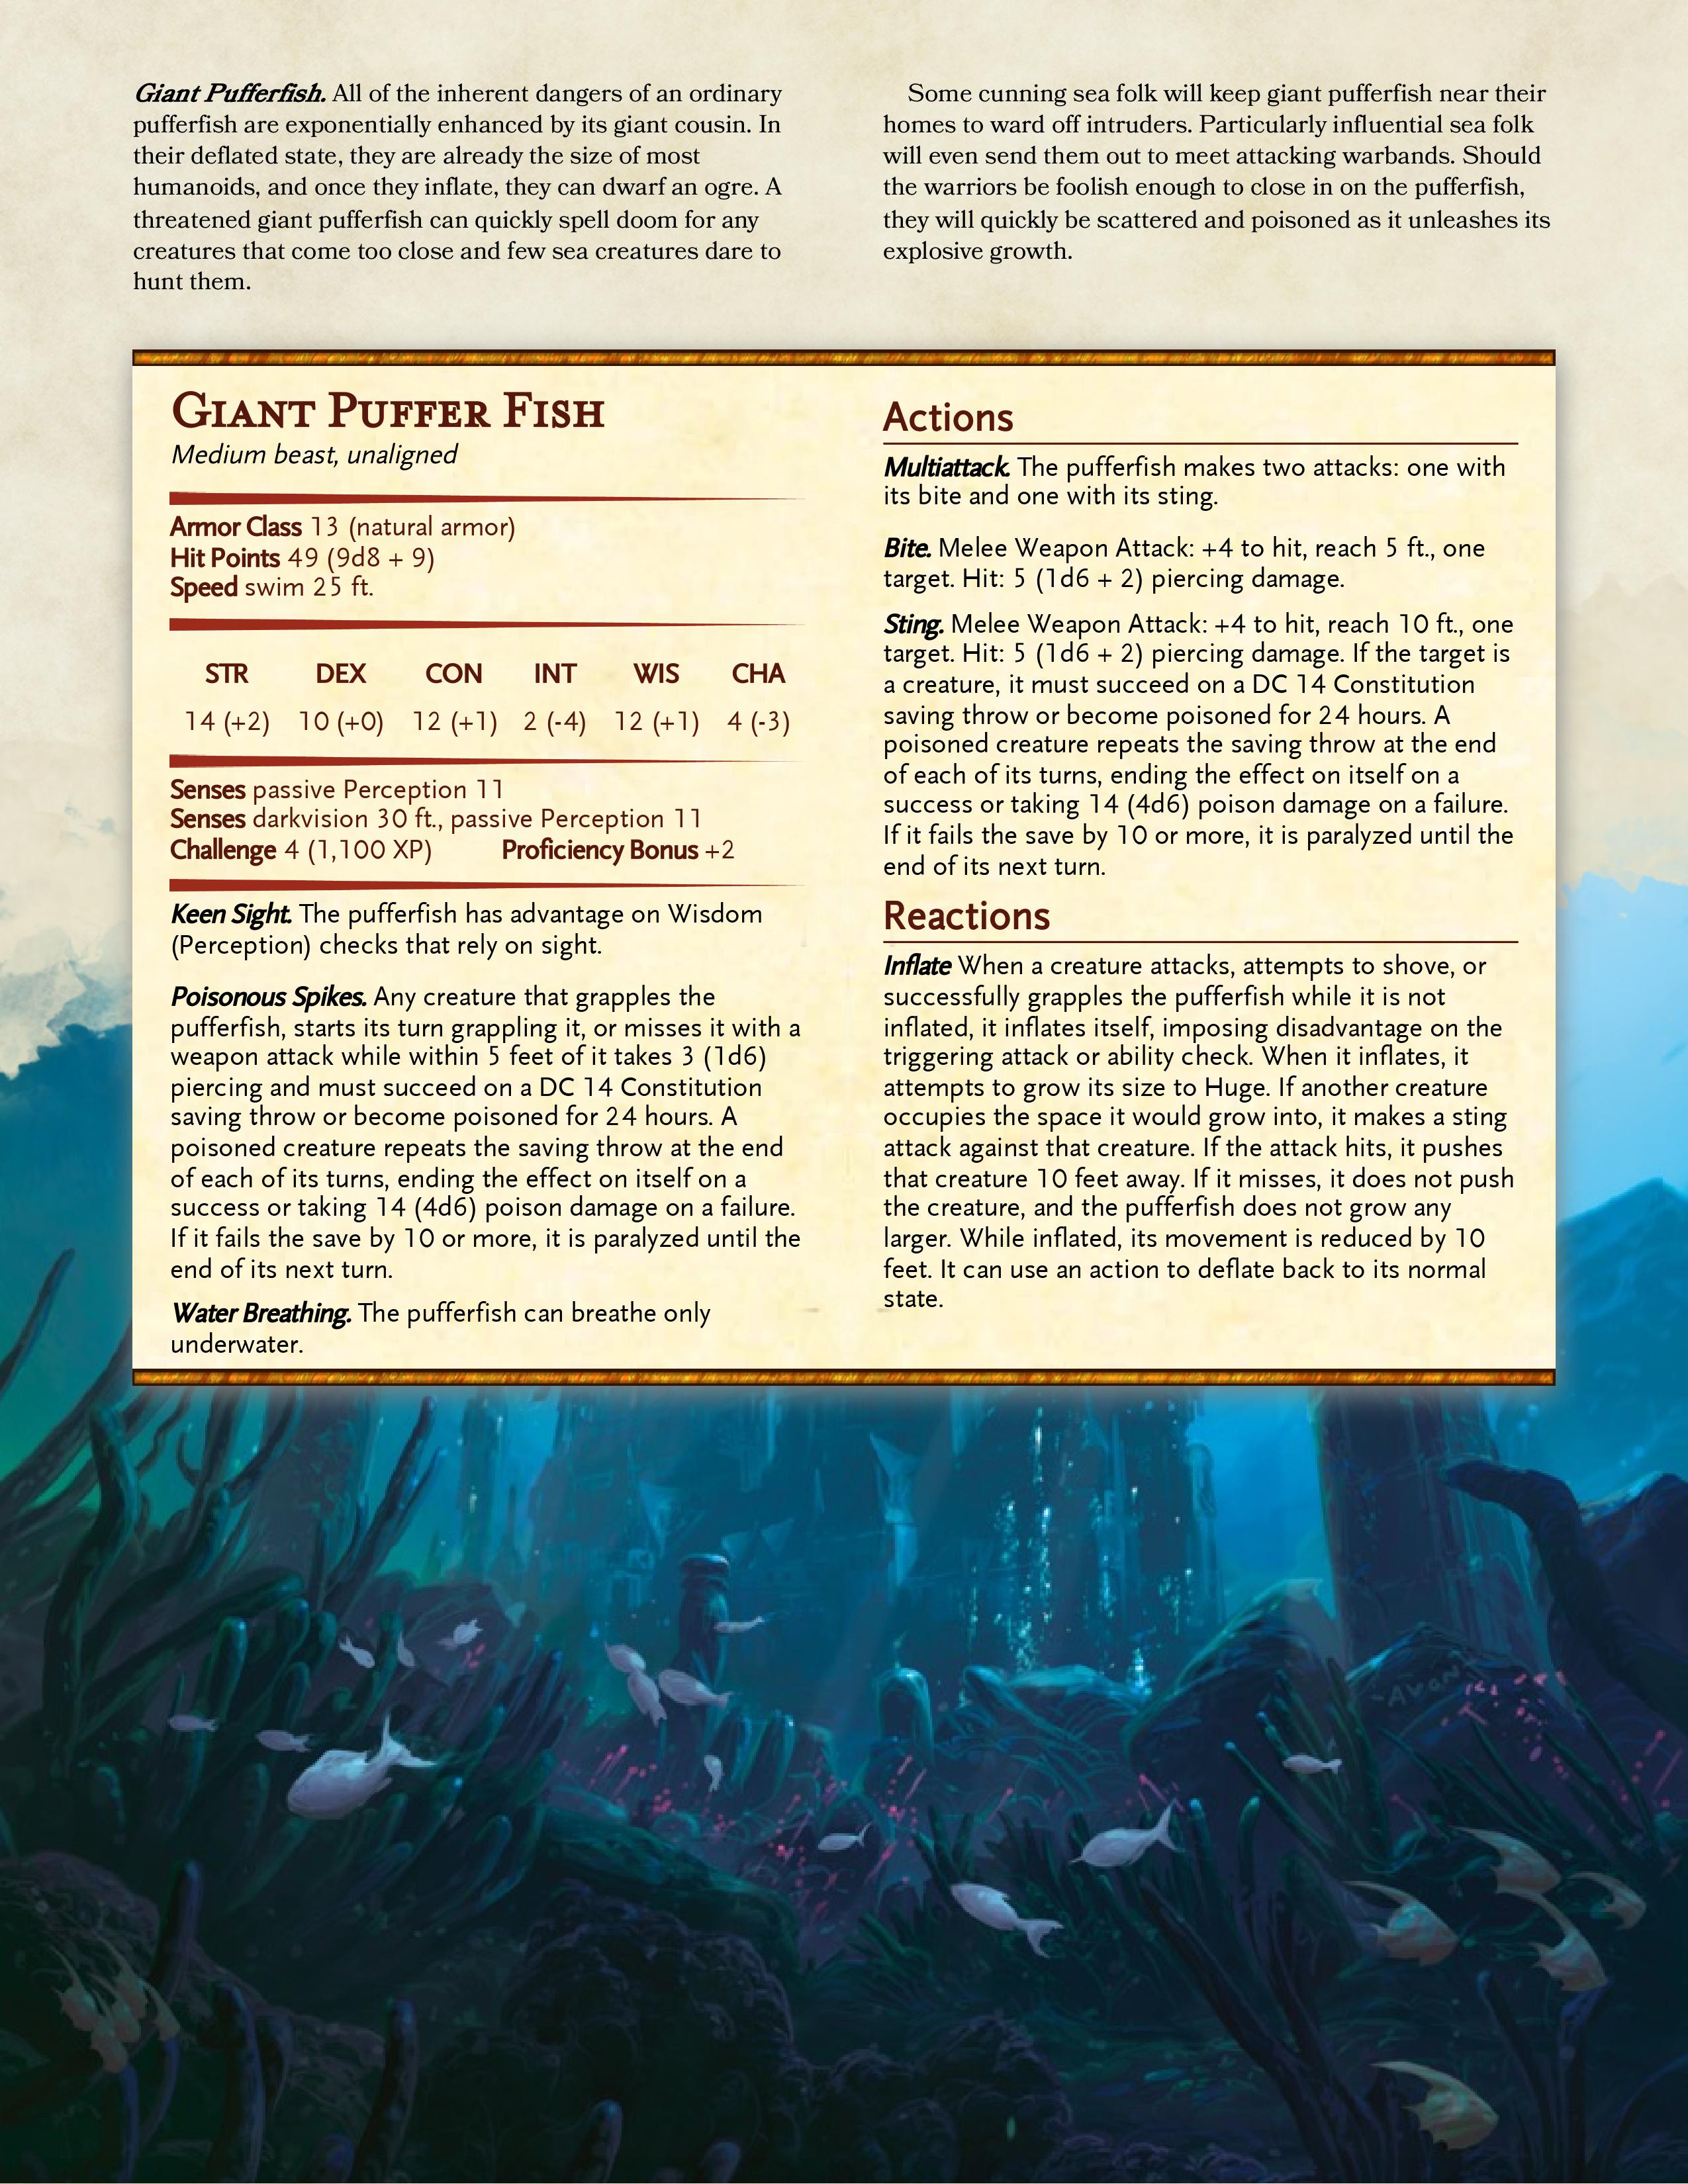 Giant Pufferfish. All of the inherent dangers of an ordinary
pufferfish are exponentially enhanced by its giant cousin. In
their deflated state, they are already the size of most
humanoids, and once they inflate, they can dwarf an ogre. A
threatened giant pufferfish can quickly spell doom for any
creatures that come too close and few sea creatures dare to
hunt them.
Some cunning sea folk will keep giant pufferfish near their
homes to ward off intruders. Particularly influential sea folk
will even send them out to meet attacking warbands. Should
the warriors be foolish enough to close in on the pufferfish,
they will quickly be scattered and poisoned as it unleashes its
explosive growth.
Giant Puffer Fish
Medium beast, unaligned
Armor Class 13 (natural armor)
Hit Points 49 (9d8 + 9)
Speed swim 25 ft.
STR DEX CON INT WIS CHA
14 (+2) 10 (+0) 12 (+1) 2 (-4) 12 (+1) 4 (-3)
Senses passive Perception 11
Senses darkvision 30 ft., passive Perception 11
Challenge 4 (1,100 XP) Proficiency Bonus +2
Keen Sight. The pufferfish has advantage on Wisdom
(Perception) checks that rely on sight.
Poisonous Spikes. Any creature that grapples the
pufferfish, starts its turn grappling it, or misses it with a
weapon attack while within 5 feet of it takes 3 (1d6)
piercing and must succeed on a DC 14 Constitution
saving throw or become poisoned for 24 hours. A
poisoned creature repeats the saving throw at the end
of each of its turns, ending the effect on itself on a
success or taking 14 (4d6) poison damage on a failure.
If it fails the save by 10 or more, it is paralyzed until the
end of its next turn.
Water Breathing. The pufferfish can breathe only
underwater.
Actions
Multiattack. The pufferfish makes two attacks: one with
its bite and one with its sting.
Bite. Melee Weapon Attack: +4 to hit, reach 5 ft., one
target. Hit: 5 (1d6 + 2) piercing damage.
Sting. Melee Weapon Attack: +4 to hit, reach 10 ft., one
target. Hit: 5 (1d6 + 2) piercing damage. If the target is
a creature, it must succeed on a DC 14 Constitution
saving throw or become poisoned for 24 hours. A
poisoned creature repeats the saving throw at the end
of each of its turns, ending the effect on itself on a
success or taking 14 (4d6) poison damage on a failure.
If it fails the save by 10 or more, it is paralyzed until the
end of its next turn.
Reactions
Inflate When a creature attacks, attempts to shove, or
successfully grapples the pufferfish while it is not
inflated, it inflates itself, imposing disadvantage on the
triggering attack or ability check. When it inflates, it
attempts to grow its size to Huge. If another creature
occupies the space it would grow into, it makes a sting
attack against that creature. If the attack hits, it pushes
that creature 10 feet away. If it misses, it does not push
the creature, and the pufferfish does not grow any
larger. While inflated, its movement is reduced by 10
feet. It can use an action to deflate back to its normal
state.